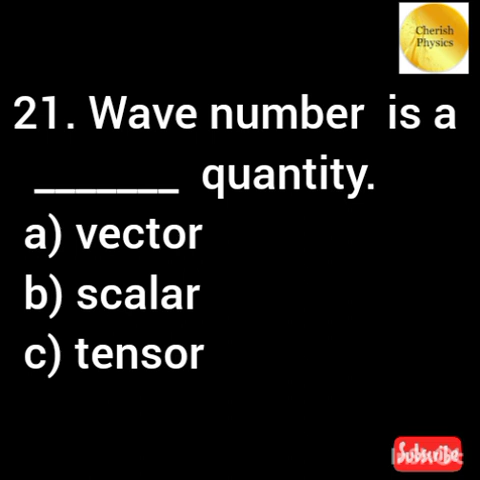 Cherish
Physics
21. Wave number is a
_______ quantity.
a) vector
b) scalar
c) tensor
Subscribe